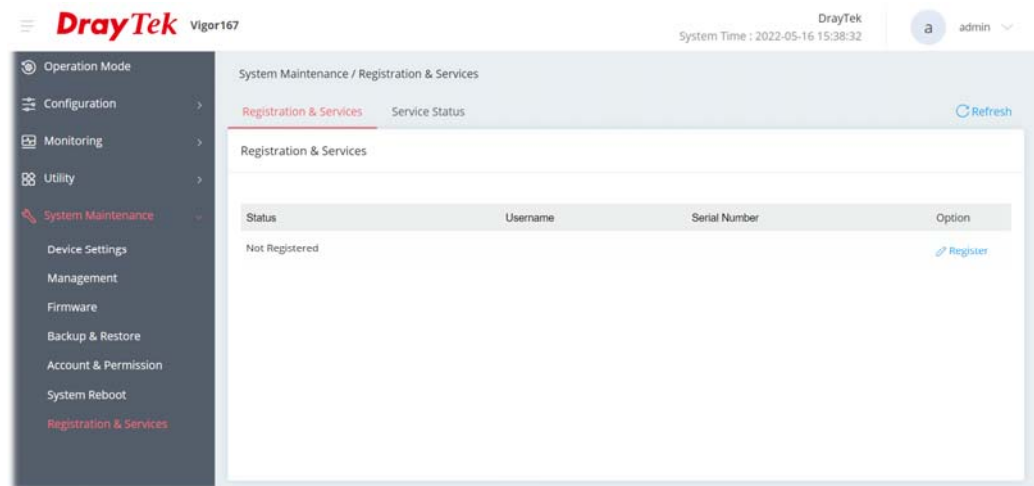 DrayTek Vigor167
DrayTek
System Time : 2022-05-16 15:38:32
a admin
Operation Mode
Configuration
Monitoring
Utility
System Maintenance
Device Settings
Management
Firmware
Backup & Restore
Account & Permission
System Reboot
Registration & Services
System Maintenance / Registration & Services
Registration & Services Service Status Refresh
Registration & Services
Status Username Serial Number Option
Not Registered Register